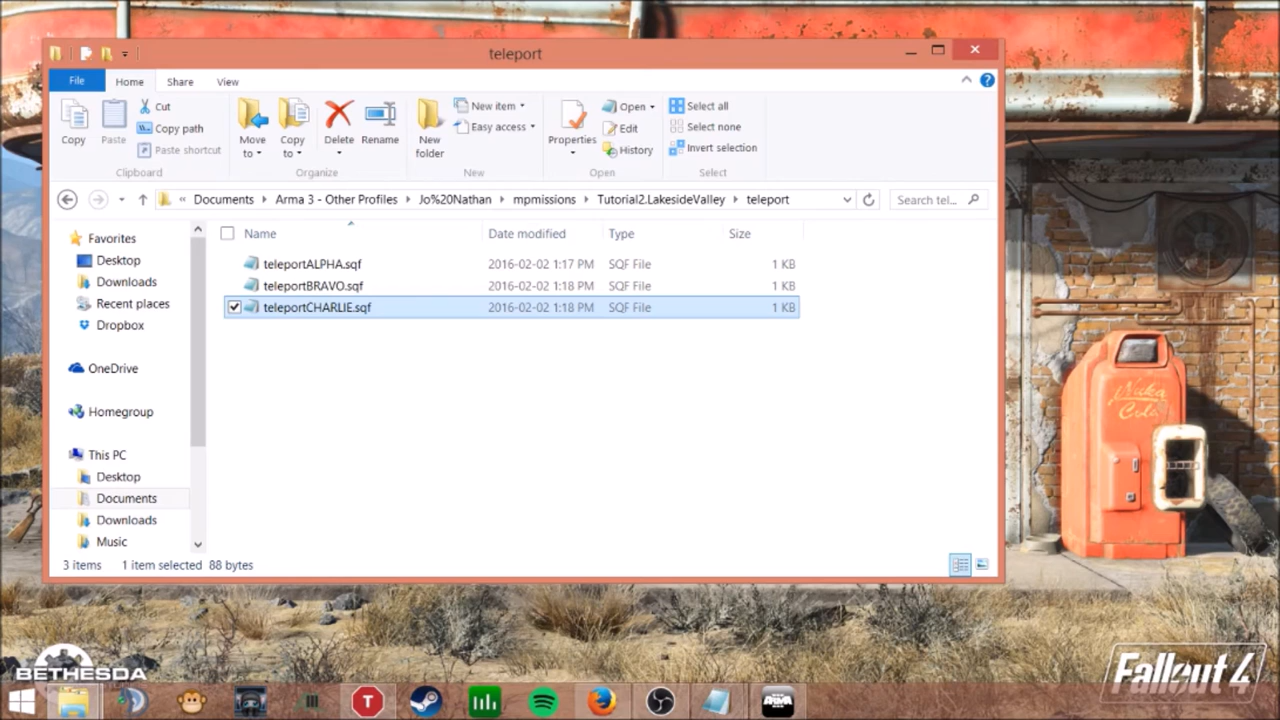 teleport
File Home Share View
Copy
Paste
Cut
Copy path
Paste shortcut
Clipboard
Move to
Copy to
Delete
Rename
Organize
New folder
New item
Easy access
New
Properties
Open
Edit
History
Open
Select all
Select none
Invert selection
Select
« Documents Arma 3 - Other Profiles Jo%20Nathan mpmissions Tutorial2.LakesideValley teleport
Search tel...
Name Date modified Type Size
teleportALPHA.sqf 2016-02-02 1:17 PM SQF File 1 KB
teleportBRAVO.sqf 2016-02-02 1:18 PM SQF File 1 KB
teleportCHARLIE.sqf 2016-02-02 1:18 PM SQF File 1 KB
Favorites
Desktop
Downloads
Recent places
Dropbox
OneDrive
Homegroup
This PC
Desktop
Documents
Downloads
Music
3 items 1 item selected 88 bytes
Nuka
Cola
BETHESDA
Fallout 4
T
ARMA